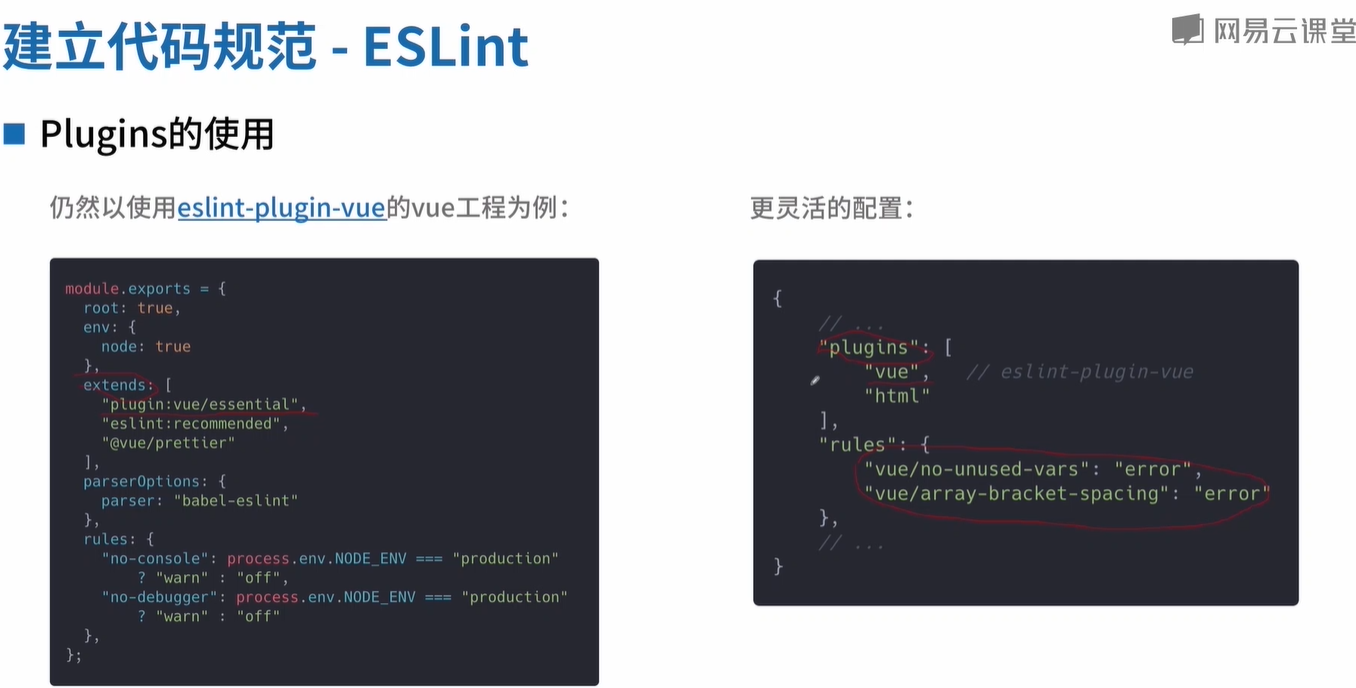 建立代码规范 - ESLint
网易云课堂
Plugins的使用
仍然以使用eslint-plugin-vue的vue工程为例：
module.exports = {
  root: true,
  env: {
    node: true
  },
  extends: [
    "plugin:vue/essential",
    "eslint:recommended",
    "@vue/prettier"
  ],
  parserOptions: {
    parser: "babel-eslint"
  },
  rules: {
    "no-console": process.env.NODE_ENV === "production"
        ? "warn" : "off",
    "no-debugger": process.env.NODE_ENV === "production"
        ? "warn" : "off"
  },
};
更灵活的配置：
{
    // ...
    "plugins": [
        "vue",   // eslint-plugin-vue
        "html"
    ],
    "rules": {
        "vue/no-unused-vars": "error",
        "vue/array-bracket-spacing": "error"
    },
    // ...
}